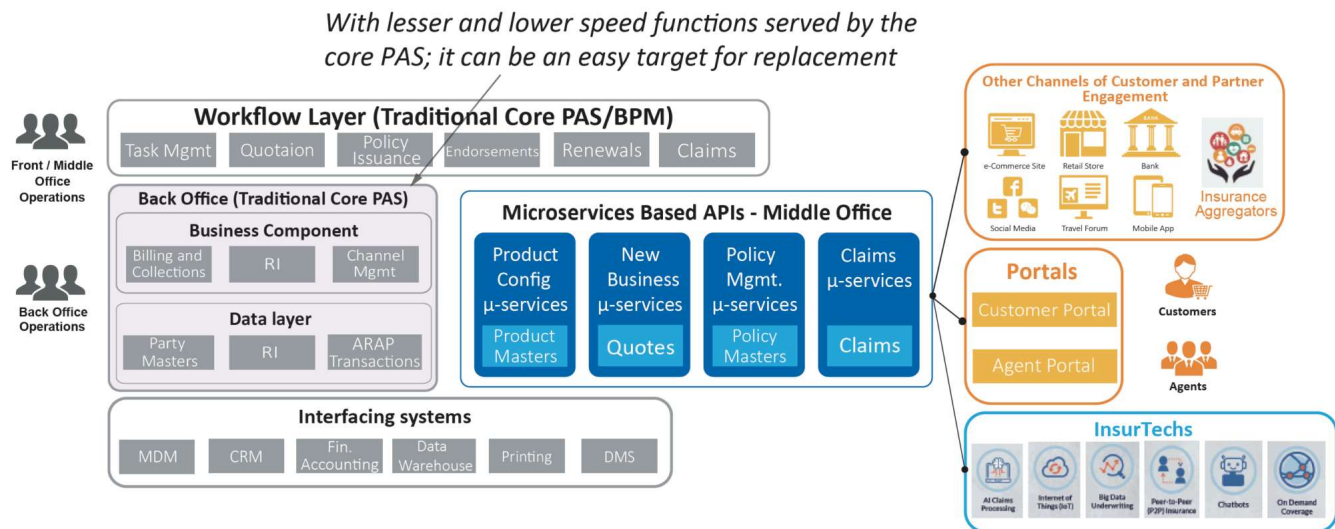 With lesser and lower speed functions served by the
core PAS; it can be an easy target for replacement
Front / Middle
Office
Operations
Workflow Layer (Traditional Core PAS/BPM)
Task Mgmt
Quotaion
Policy
Issuance
Endorsements
Renewals
Claims
Back Office
Operations
Back Office (Traditional Core PAS)
Business Component
Billing and
Collections
RI
Channel
Mgmt
Data layer
Party
Masters
RI
ARAP
Transactions
Microservices Based APIs - Middle Office
Product
Config
µ-services
Product
Masters
New
Business
µ-services
Quotes
Policy
Mgmt.
µ-services
Policy
Masters
Claims
µ-services
Claims
Interfacing systems
MDM
CRM
Fin.
Accounting
Data
Warehouse
Printing
DMS
Other Channels of Customer and Partner
Engagement
BANK
e-Commerce Site
Retail Store
Bank
Social Media
Travel Forum
Mobile App
Insurance
Aggregators
Portals
Customer Portal
Agent Portal
Customers
Agents
InsurTechs
AI Claims
Processing
Internet of
Things (IoT)
Big Data
Underwriting
Peer-to-Peer
(P2P) Insurance
Chatbots
On Demand
Coverage